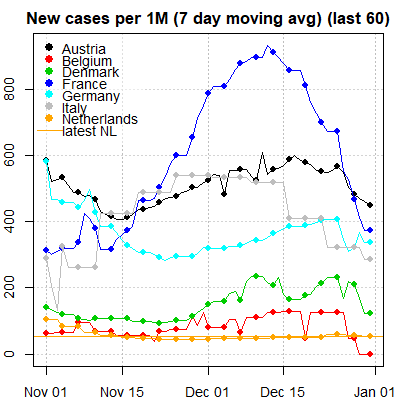 New cases per 1M (7 day moving avg) (last 60)
Austria
Belgium
Denmark
France
Germany
Italy
Netherlands
latest NL
800
600
400
200
0
Nov 01 Nov 15 Dec 01 Dec 15 Jan 01